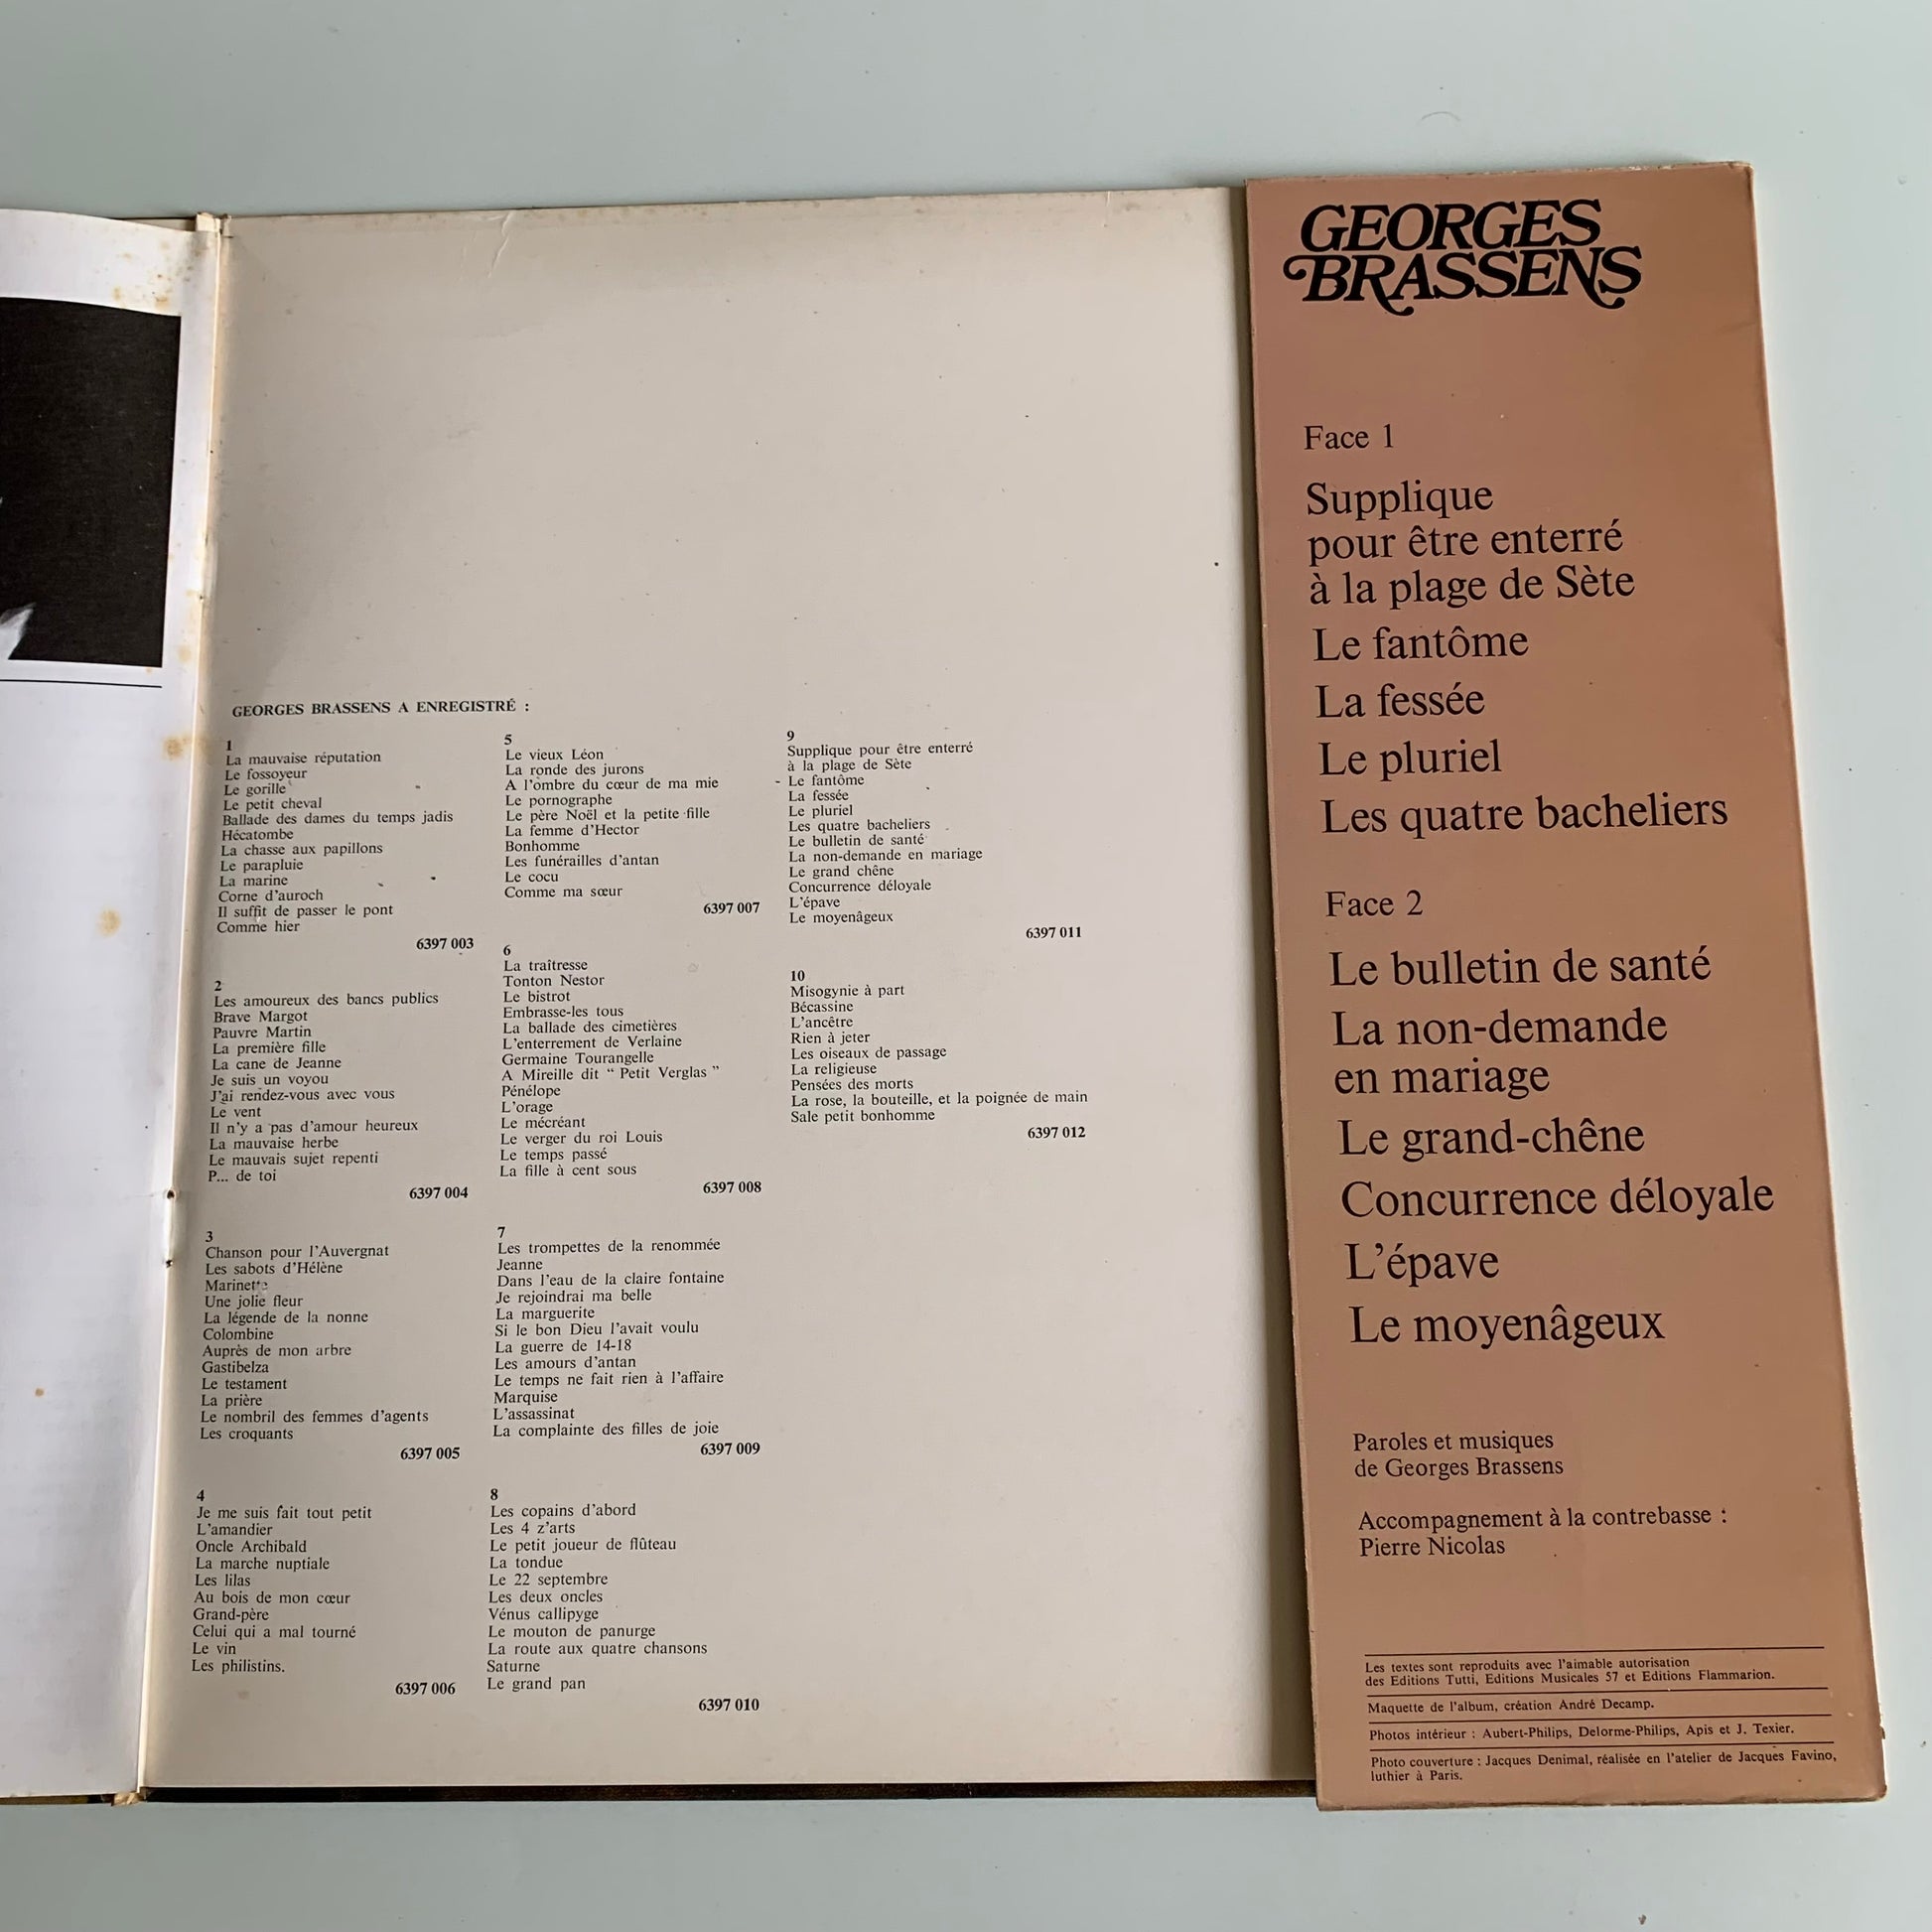 GEORGES BRASSENS A ENREGISTRÉ :
1
La mauvaise réputation
Le fossoyeur
Le gorille
Le petit cheval
Ballade des dames du temps jadis
Hécatombe
La chasse aux papillons
Le parapluie
La marine
Corne d'auroch
Il suffit de passer le pont
Comme hier
6397 003
2
Les amoureux des bancs publics
Brave Margot
Pauvre Martin
La première fille
La cane de Jeanne
Je suis un voyou
J'ai rendez-vous avec vous
Le vent
Il n'y a pas d'amour heureux
La mauvaise herbe
Le mauvais sujet repenti
P... de toi
6397 004
3
Chanson pour l'Auvergnat
Les sabots d'Hélène
Marinette
Une jolie fleur
La légende de la nonne
Colombine
Auprès de mon arbre
Gastibelza
Le testament
La prière
Le nombril des femmes d'agents
Les croquants
6397 005
4
Je me suis fait tout petit
L'amandier
Oncle Archibald
La marche nuptiale
Les lilas
Au bois de mon cœur
Grand-père
Celui qui a mal tourné
Le vin
Les philistins.
6397 006
5
Le vieux Léon
La ronde des jurons
A l'ombre du cœur de ma mie
Le pornographe
Le père Noël et la petite fille
La femme d'Hector
Bonhomme
Les funérailles d'antan
Le cocu
Comme ma sœur
6397 007
6
La traîtresse
Tonton Nestor
Le bistrot
Embrasse-les tous
La ballade des cimetières
L'enterrement de Verlaine
Germaine Tourangelle
A Mireille dit “ Petit Verglas ”
Pénélope
L'orage
Le mécréant
Le verger du roi Louis
Le temps passé
La fille à cent sous
6397 008
7
Les trompettes de la renommée
Jeanne
Dans l'eau de la claire fontaine
Je rejoindrai ma belle
La marguerite
Si le bon Dieu l'avait voulu
La guerre de 14-18
Les amours d'antan
Le temps ne fait rien à l'affaire
Marquise
L'assassinat
La complainte des filles de joie
6397 009
8
Les copains d'abord
Les 4 z'arts
Le petit joueur de flûteau
La tondue
Le 22 septembre
Les deux oncles
Vénus callipyge
Le mouton de panurge
La route aux quatre chansons
Saturne
Le grand pan
6397 010
9
Supplique pour être enterré
à la plage de Sète
Le fantôme
La fessée
Le pluriel
Les quatre bacheliers
Le bulletin de santé
La non-demande en mariage
Le grand chêne
Concurrence déloyale
L'épave
Le moyenâgeux
6397 011
10
Misogynie à part
Bécassine
L'ancêtre
Rien à jeter
Les oiseaux de passage
La religieuse
Pensées des morts
La rose, la bouteille, et la poignée de main
Sale petit bonhomme
6397 012
GEORGES
BRASSENS
Face 1
Supplique
pour être enterré
à la plage de Sète
Le fantôme
La fessée
Le pluriel
Les quatre bacheliers
Face 2
Le bulletin de santé
La non-demande
en mariage
Le grand-chêne
Concurrence déloyale
L'épave
Le moyenâgeux
Paroles et musiques
de Georges Brassens
Accompagnement à la contrebasse :
Pierre Nicolas
Les textes sont reproduits avec l'aimable autorisation
des Editions Tutti, Editions Musicales 57 et Editions Flammarion.
Maquette de l'album, création André Decamp.
Photos intérieur : Aubert-Philips, Delorme-Philips, Apis et J. Texier.
Photo couverture : Jacques Denimal, réalisée en l'atelier de Jacques Favino,
luthier à Paris.